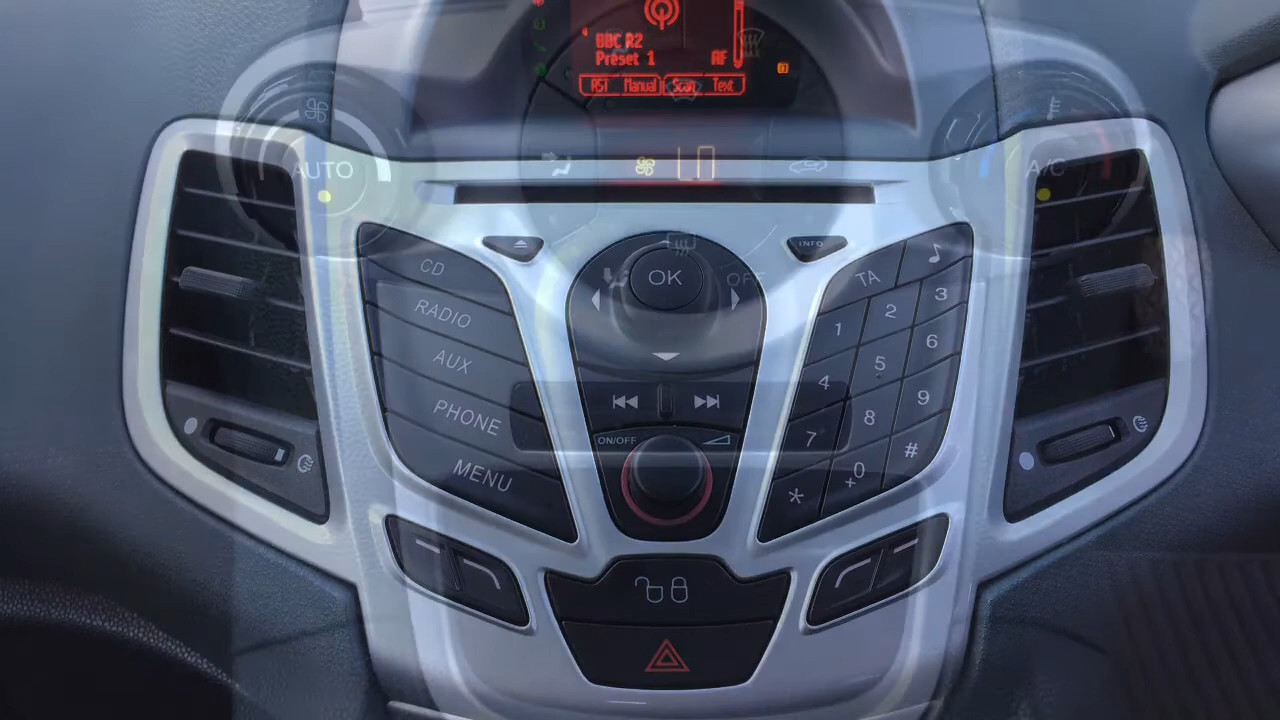 BBC R2
Preset 1 AF
AST Manual Scan Text
AUTO
A/C
INFO
CD
OK
OFF
TA
RADIO
1 2 3
AUX
4 5 6
PHONE
7 8 9
ON/OFF
MENU
* 0 #